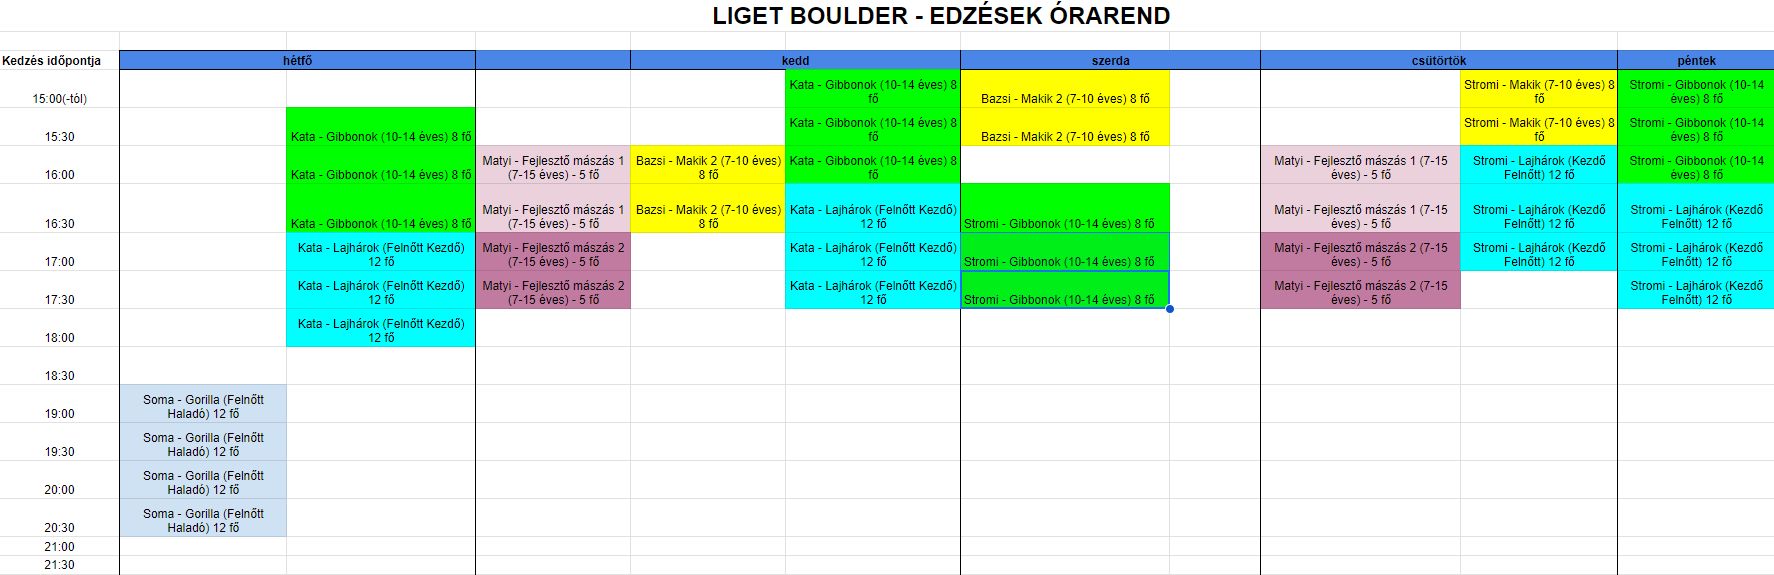 LIGET BOULDER - EDZÉSEK ÓRAREND
Kedzés időpontja hétfő kedd szerda csütörtök péntek
15:00(-tól)
Kata - Gibbonok (10-14 éves) 8
fő
Bazsi - Makik 2 (7-10 éves) 8 fő
Stromi - Makik (7-10 éves) 8
fő
Stromi - Gibbonok (10-14
éves) 8 fő
15:30
Kata - Gibbonok (10-14 éves) 8 fő
Kata - Gibbonok (10-14 éves) 8
fő
Bazsi - Makik 2 (7-10 éves) 8 fő
Stromi - Makik (7-10 éves) 8
fő
Stromi - Gibbonok (10-14
éves) 8 fő
16:00
Kata - Gibbonok (10-14 éves) 8 fő
Matyi - Fejlesztő mászás 1
(7-15 éves) - 5 fő
Bazsi - Makik 2 (7-10 éves)
8 fő
Kata - Gibbonok (10-14 éves) 8
fő
Matyi - Fejlesztő mászás 1 (7-15
éves) - 5 fő
Stromi - Lajhárok (Kezdő
Felnőtt) 12 fő
Stromi - Gibbonok (10-14
éves) 8 fő
16:30
Kata - Gibbonok (10-14 éves) 8 fő
Matyi - Fejlesztő mászás 1
(7-15 éves) - 5 fő
Bazsi - Makik 2 (7-10 éves)
8 fő
Kata - Lajhárok (Felnőtt Kezdő)
12 fő
Stromi - Gibbonok (10-14 éves) 8 fő
Matyi - Fejlesztő mászás 1 (7-15
éves) - 5 fő
Stromi - Lajhárok (Kezdő
Felnőtt) 12 fő
Stromi - Lajhárok (Kezdő
Felnőtt) 12 fő
17:00
Kata - Lajhárok (Felnőtt Kezdő)
12 fő
Matyi - Fejlesztő mászás 2
(7-15 éves) - 5 fő
Kata - Lajhárok (Felnőtt Kezdő)
12 fő
Stromi - Gibbonok (10-14 éves) 8 fő
Matyi - Fejlesztő mászás 2 (7-15
éves) - 5 fő
Stromi - Lajhárok (Kezdő
Felnőtt) 12 fő
Stromi - Lajhárok (Kezdő
Felnőtt) 12 fő
17:30
Kata - Lajhárok (Felnőtt Kezdő)
12 fő
Matyi - Fejlesztő mászás 2
(7-15 éves) - 5 fő
Kata - Lajhárok (Felnőtt Kezdő)
12 fő
Stromi - Gibbonok (10-14 éves) 8 fő
Matyi - Fejlesztő mászás 2 (7-15
éves) - 5 fő
Stromi - Lajhárok (Kezdő
Felnőtt) 12 fő
18:00
Kata - Lajhárok (Felnőtt Kezdő)
12 fő
18:30
19:00
Soma - Gorilla (Felnőtt
Haladó) 12 fő
19:30
Soma - Gorilla (Felnőtt
Haladó) 12 fő
20:00
Soma - Gorilla (Felnőtt
Haladó) 12 fő
20:30
Soma - Gorilla (Felnőtt
Haladó) 12 fő
21:00
21:30